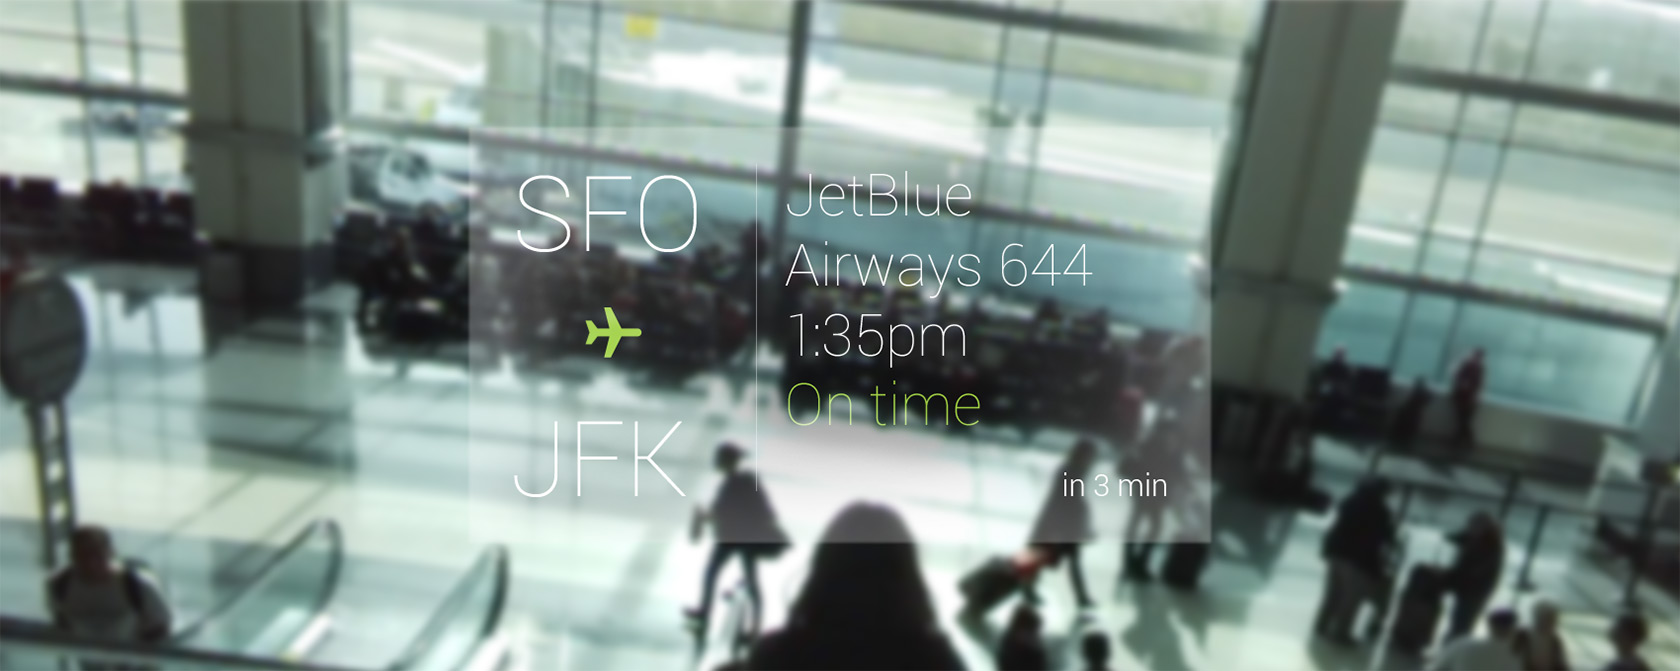 SFO
JFK
JetBlue
Airways 644
1:35pm
On time
in 3 min